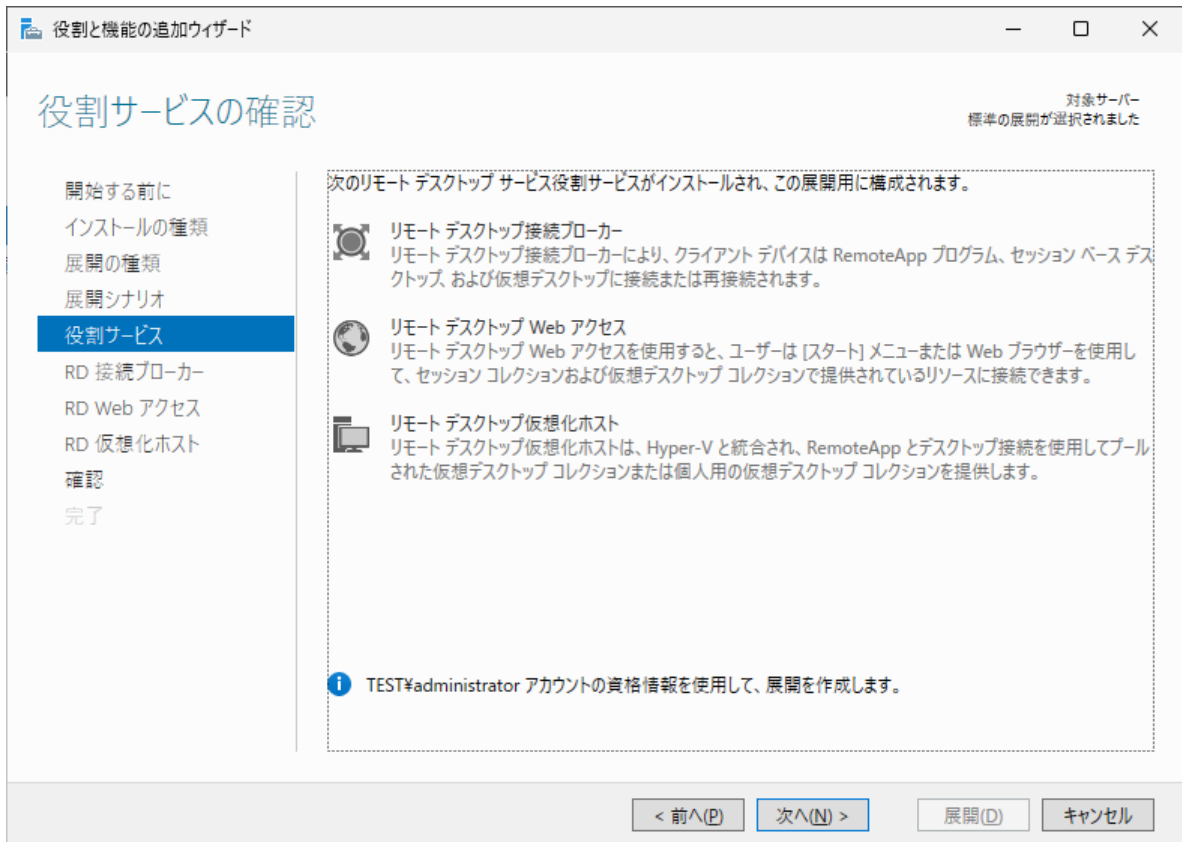 役割と機能の追加ウィザード
役割サービスの確認
対象サーバー
標準の展開が選択されました
開始する前に
インストールの種類
展開の種類
展開シナリオ
役割サービス
RD 接続ブローカー
RD Web アクセス
RD 仮想化ホスト
確認
完了
次のリモート デスクトップ サービス役割サービスがインストールされ、この展開用に構成されます。
リモート デスクトップ接続ブローカー
リモート デスクトップ接続ブローカーにより、クライアント デバイスは RemoteApp プログラム、セッション ベース デス
クトップ、および仮想デスクトップに接続または再接続されます。
リモート デスクトップ Web アクセス
リモート デスクトップ Web アクセスを使用すると、ユーザーは [スタート] メニューまたは Web ブラウザーを使用し
て、セッション コレクションおよび仮想デスクトップ コレクションで提供されているリソースに接続できます。
リモート デスクトップ仮想化ホスト
リモート デスクトップ仮想化ホストは、Hyper-V と統合され、RemoteApp とデスクトップ接続を使用してプール
された仮想デスクトップ コレクションまたは個人用の仮想デスクトップ コレクションを提供します。
TEST¥administrator アカウントの資格情報を使用して、展開を作成します。
< 前へ(P)
次へ(N) >
展開(D)
キャンセル